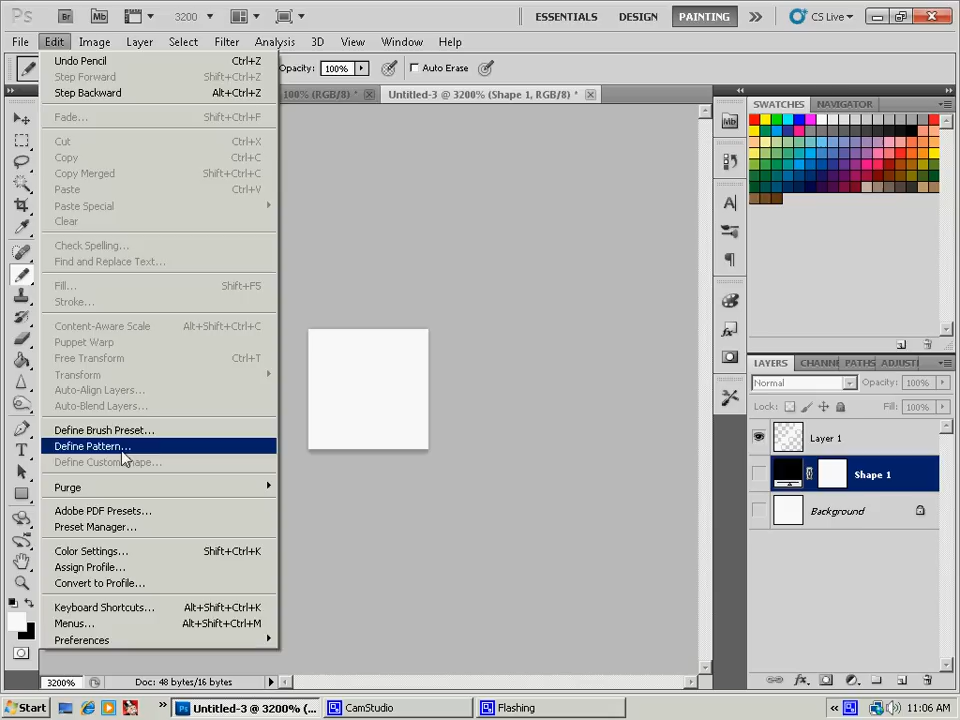 Ps Br Mb 3200 ESSENTIALS DESIGN PAINTING CS Live
File Edit Image Layer Select Filter Analysis 3D View Window Help
Opacity: 100% Auto Erase
100% (RGB/8) * Untitled-3 @ 3200% (Shape 1, RGB/8) *
Undo Pencil Ctrl+Z
Step Forward Shift+Ctrl+Z
Step Backward Alt+Ctrl+Z
Fade... Shift+Ctrl+F
Cut Ctrl+X
Copy Ctrl+C
Copy Merged Shift+Ctrl+C
Paste Ctrl+V
Paste Special
Clear
Check Spelling...
Find and Replace Text...
Fill... Shift+F5
Stroke...
Content-Aware Scale Alt+Shift+Ctrl+C
Puppet Warp
Free Transform Ctrl+T
Transform
Auto-Align Layers...
Auto-Blend Layers...
Define Brush Preset...
Define Pattern...
Define Custom Shape...
Purge
Adobe PDF Presets...
Preset Manager...
Color Settings... Shift+Ctrl+K
Assign Profile...
Convert to Profile...
Keyboard Shortcuts... Alt+Shift+Ctrl+K
Menus... Alt+Shift+Ctrl+M
Preferences
SWATCHES NAVIGATOR
Mb
LAYERS CHANN PATHS ADJUSTI
Normal Opacity: 100%
Lock: Fill: 100%
Layer 1
Shape 1
Background
3200% Doc: 48 bytes/16 bytes
Start Untitled-3 @ 3200% (... CamStudio Flashing 11:06 AM